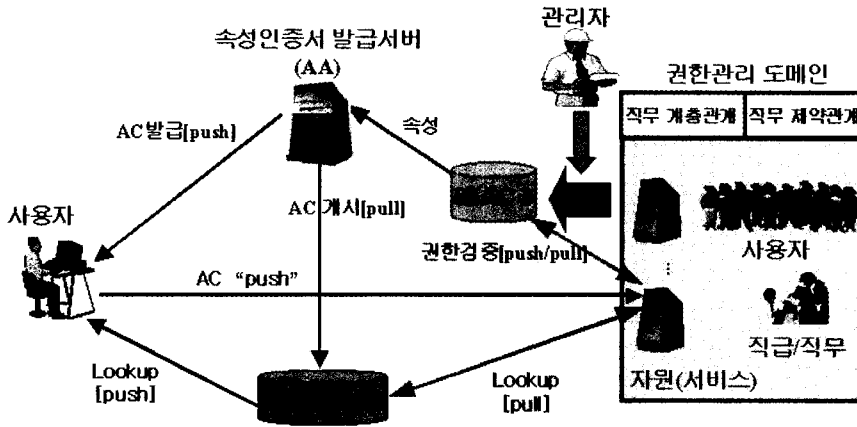 관리자
속성인증서 발급서버
(AA)
권한관리 도메인
직무 계층관계
직무 제약관계
속성
AC발급[push]
AC 게시[pull]
사용자
사용자
권한검증[push/pull]
AC “push”
⋮
직급/직무
Lookup
[push]
Lookup
[pull]
자원(서비스)